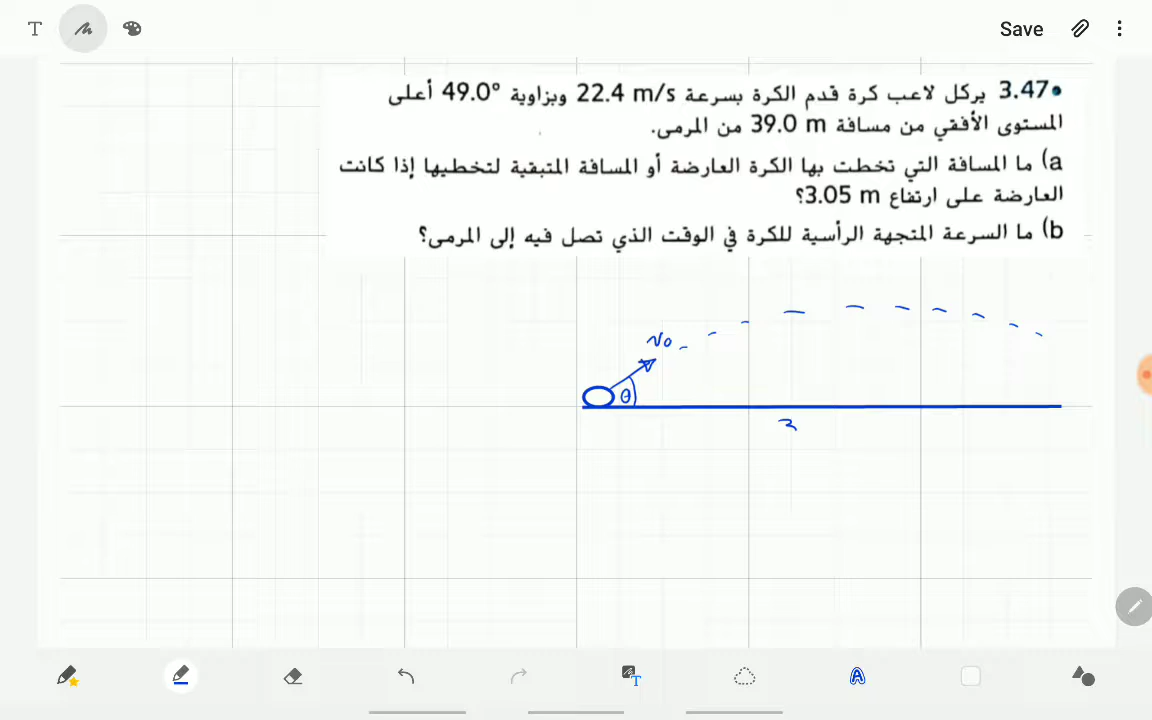 T
Save
3.47 يركل لاعب كرة قدم الكرة بسرعة 22.4 m/s وبزاوية 49.0° أعلى
المستوى الأفقي من مسافة 39.0 m من المرمى.
a) ما المسافة التي تخطت بها الكرة العارضة أو المسافة المتبقية لتخطيها إذا كانت
العارضة على ارتفاع 3.05 m؟
b) ما السرعة المتجهة الرأسية للكرة في الوقت الذي تصل فيه إلى المرمى؟
v₀
θ
T
A